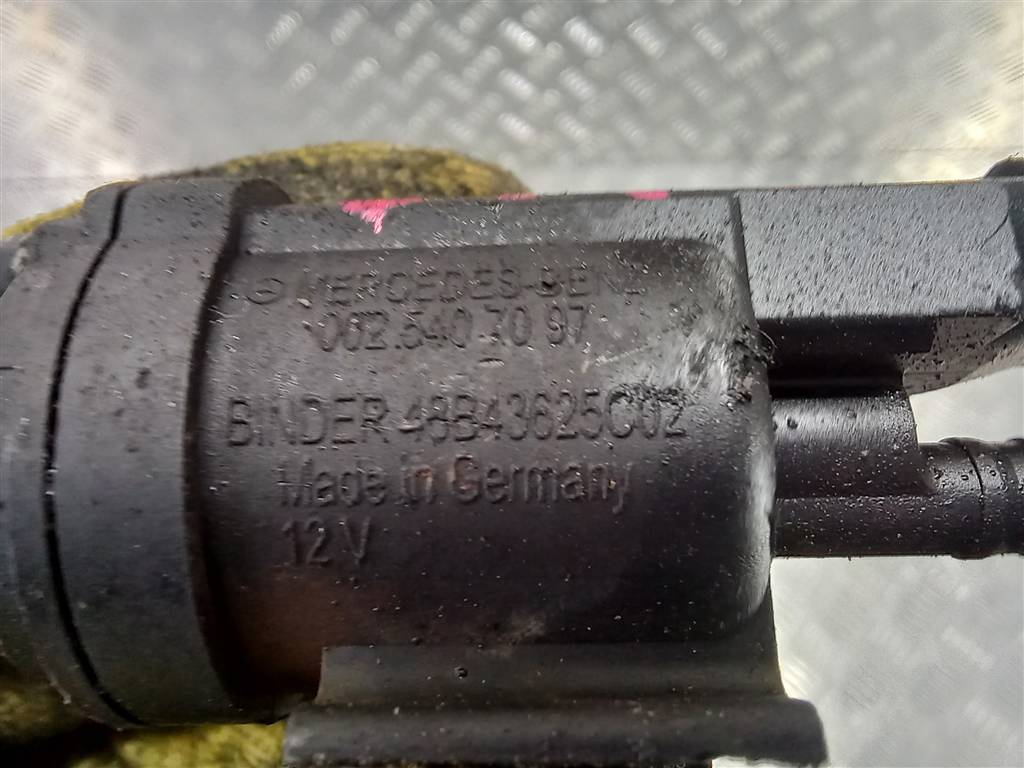 MERCEDES-BENZ
002.540 70 97
BINDER 48B43625C02
Made in Germany
12 V